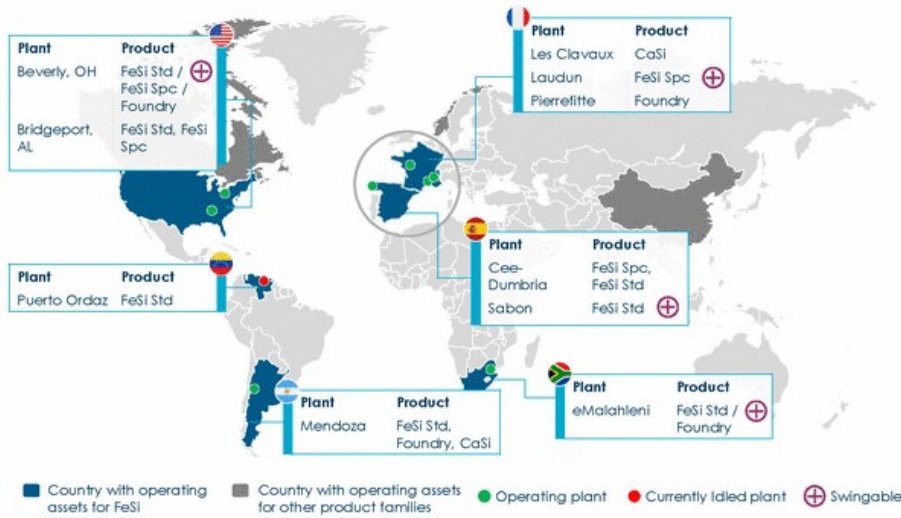 Plant Product
Beverly, OH FeSi Std /
FeSi Spc /
Foundry
Bridgeport, FeSi Std, FeSi
AL Spc
Plant Product
Les Clavaux CaSi
Laudun FeSi Spc
Pierrefitte Foundry
Plant Product
Cee- FeSi Spc,
Dumbria FeSi Std
Sabon FeSi Std
Plant Product
Puerto Ordaz FeSi Std
Plant Product
Mendoza FeSi Std,
Foundry, CaSi
Plant Product
eMalahleni FeSi Std /
Foundry
Country with operating
assets for FeSi
Country with operating assets
for other product families
Operating plant
Currently Idled plant
Swingable